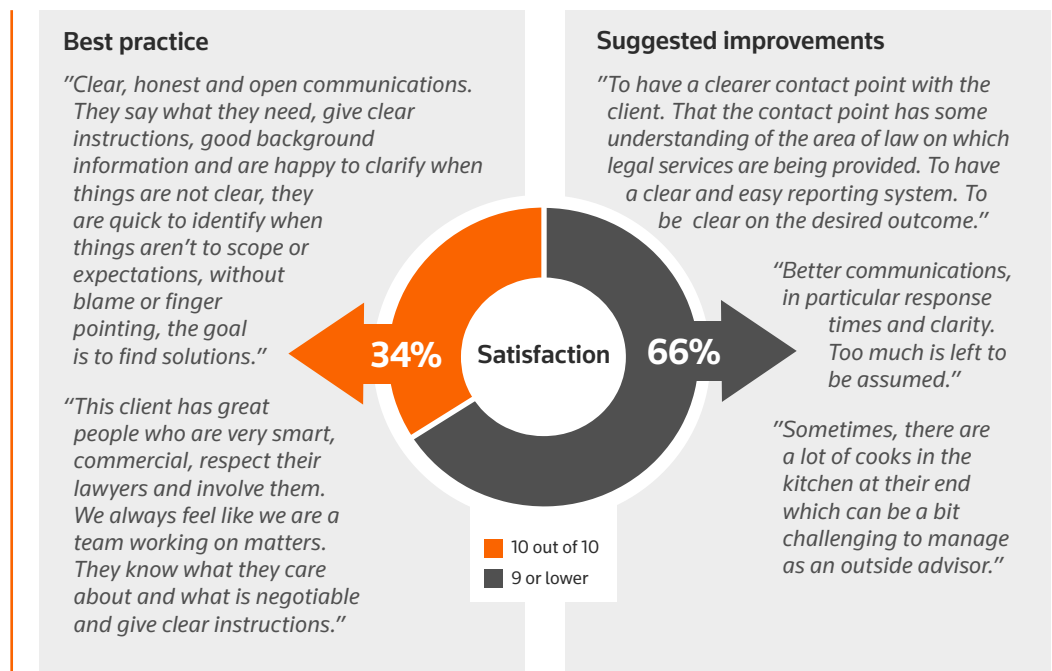 Best practice
"Clear, honest and open communications.
They say what they need, give clear
instructions, good background
information and are happy to clarify when
things are not clear, they
are quick to identify when
things aren't to scope or
expectations, without
blame or finger
pointing, the goal
is to find solutions."
"This client has great
people who are very smart,
commercial, respect their
lawyers and involve them.
We always feel like we are a
team working on matters.
They know what they care
about and what is negotiable
and give clear instructions."
34%
Satisfaction
66%
10 out of 10
9 or lower
Suggested improvements
"To have a clearer contact point with the
client. That the contact point has some
understanding of the area of law on which
legal services are being provided. To have
a clear and easy reporting system. To
be clear on the desired outcome."
"Better communications,
in particular response
times and clarity.
Too much is left to
be assumed."
"Sometimes, there are
a lot of cooks in the
kitchen at their end
which can be a bit
challenging to manage
as an outside advisor."